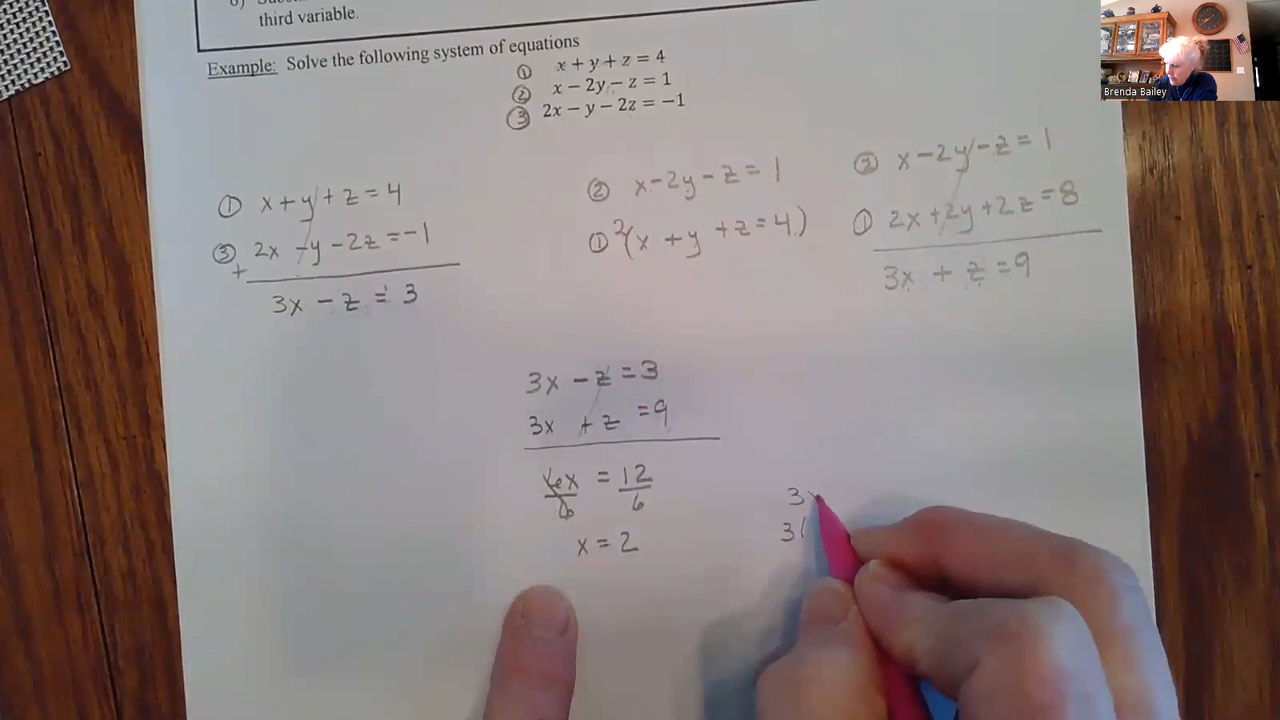 third variable.
Example: Solve the following system of equations
① x + y + z = 4
② x − 2y − z = 1
③ 2x − y − 2z = −1
① x + y + z = 4
③ 2x − y − 2z = −1
+
3x − z = 3
② x − 2y − z = 1
① 2(x + y + z = 4)
② x − 2y − z = 1
① 2x + 2y + 2z = 8
3x + z = 9
3x − z = 3
3x + z = 9
6x = 12
6 6
x = 2
3x
3(
Brenda Bailey